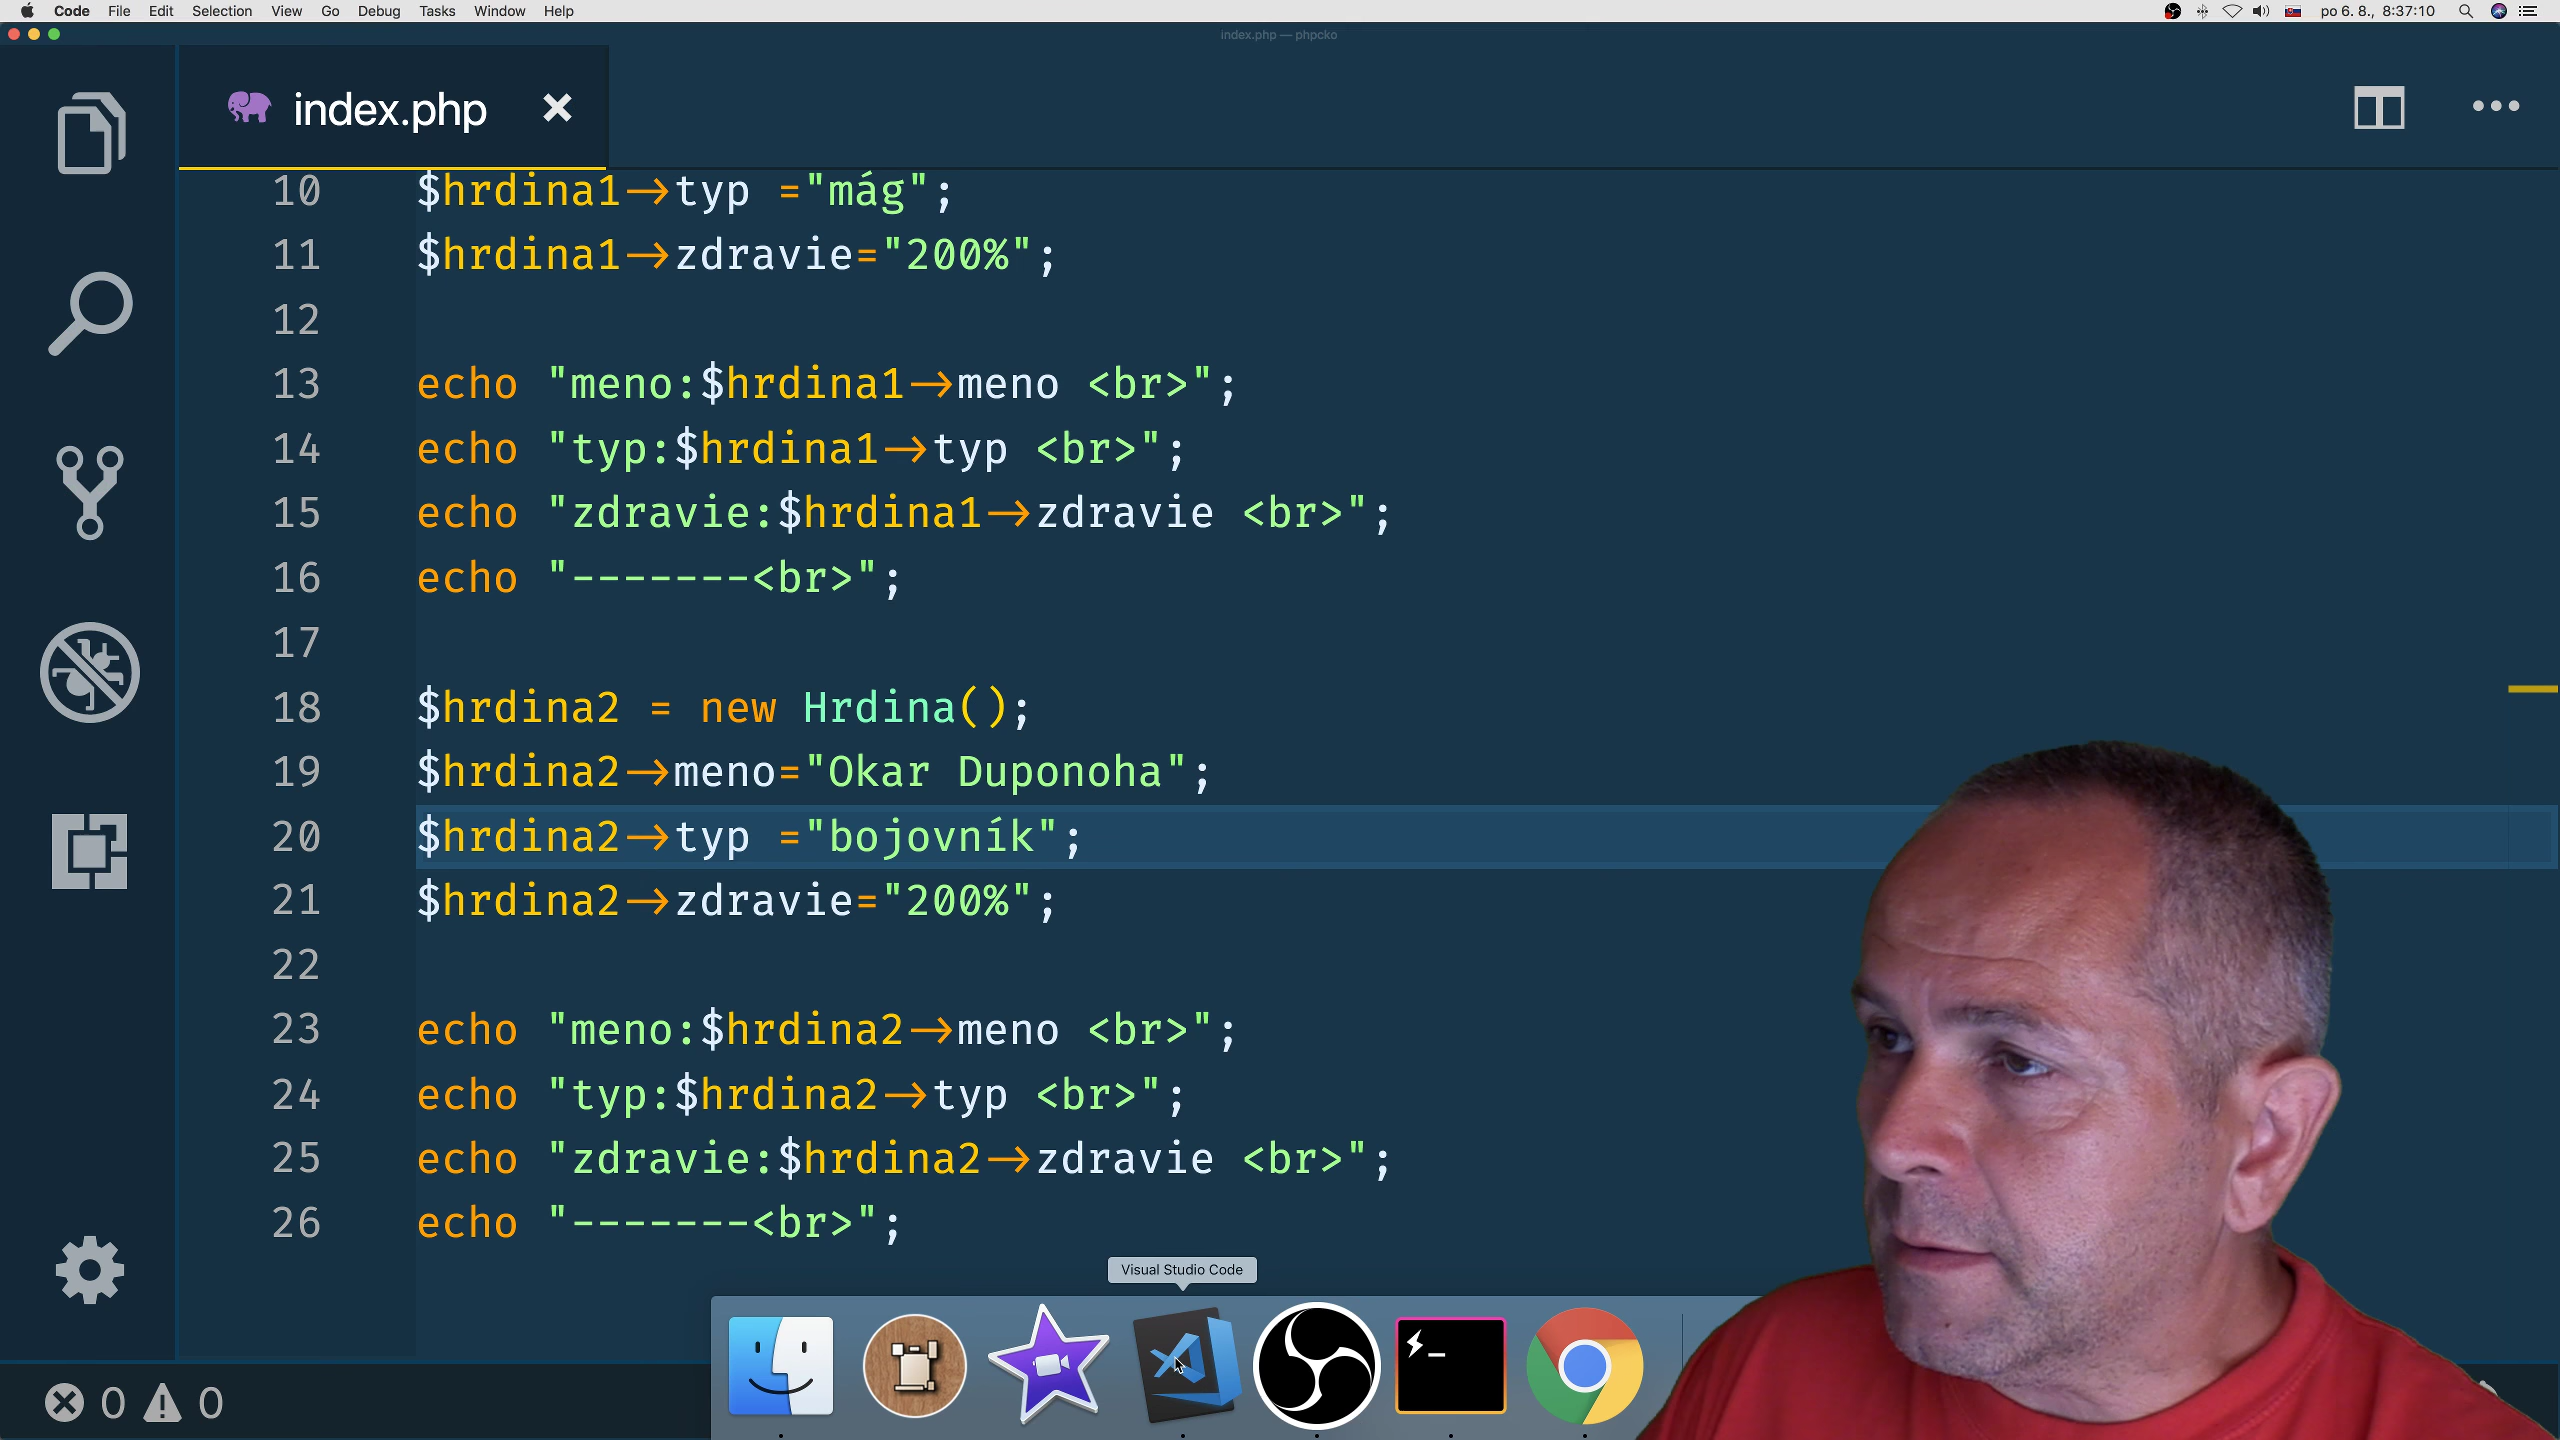 Code File Edit Selection View Go Debug Tasks Window Help po 6. 8., 8:37:10
index.php — phpcko
index.php
10 $hrdina1->typ ="mág";
11 $hrdina1->zdravie="200%";
12
13 echo "meno:$hrdina1->meno <br>";
14 echo "typ:$hrdina1->typ <br>";
15 echo "zdravie:$hrdina1->zdravie <br>";
16 echo "-------<br>";
17
18 $hrdina2 = new Hrdina();
19 $hrdina2->meno="Okar Duponoha";
20 $hrdina2->typ ="bojovník";
21 $hrdina2->zdravie="200%";
22
23 echo "meno:$hrdina2->meno <br>";
24 echo "typ:$hrdina2->typ <br>";
25 echo "zdravie:$hrdina2->zdravie <br>";
26 echo "-------<br>";
Visual Studio Code
0 0